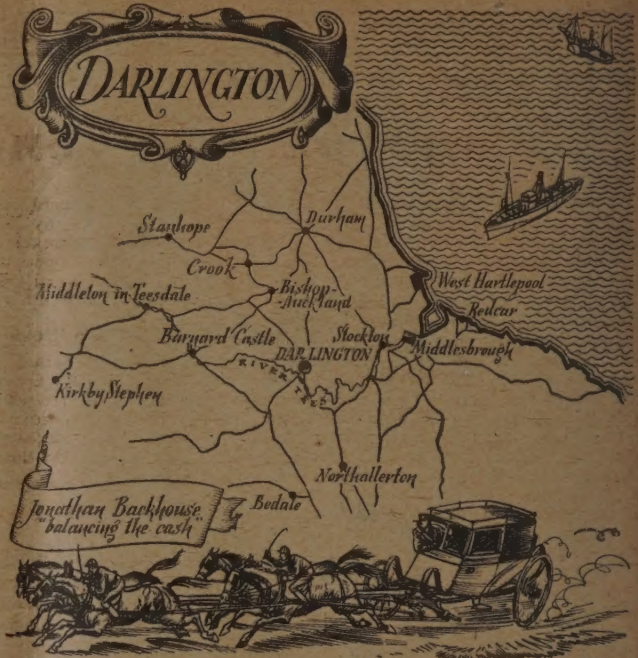 DARLINGTON
Stanhope
Durham
Crook
Bishop-
Auckland
West Hartlepool
Middleton in Teesdale
Redcar
Barnard Castle
Stockton
DARLINGTON
Middlesbrough
RIVER TEES
Kirkby Stephen
Northallerton
Bedale
Jonathan Backhouse
"balancing the cash"